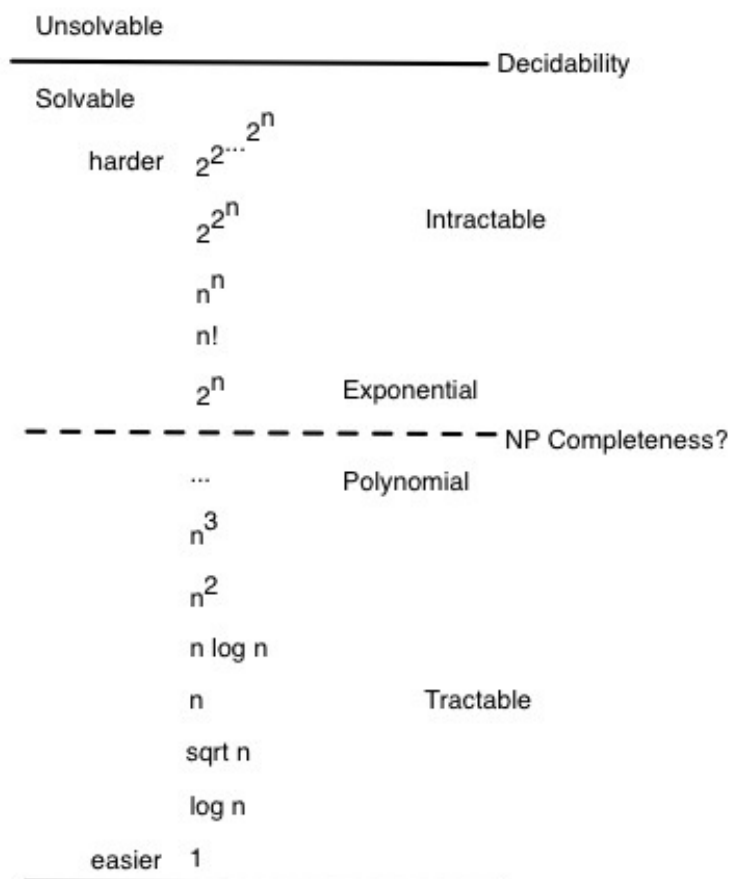 Unsolvable
Decidability
Solvable
harder 2^2^...^2^n
2^2^n Intractable
n^n
n!
2^n Exponential
NP Completeness?
... Polynomial
n^3
n^2
n log n
n Tractable
sqrt n
log n
easier 1